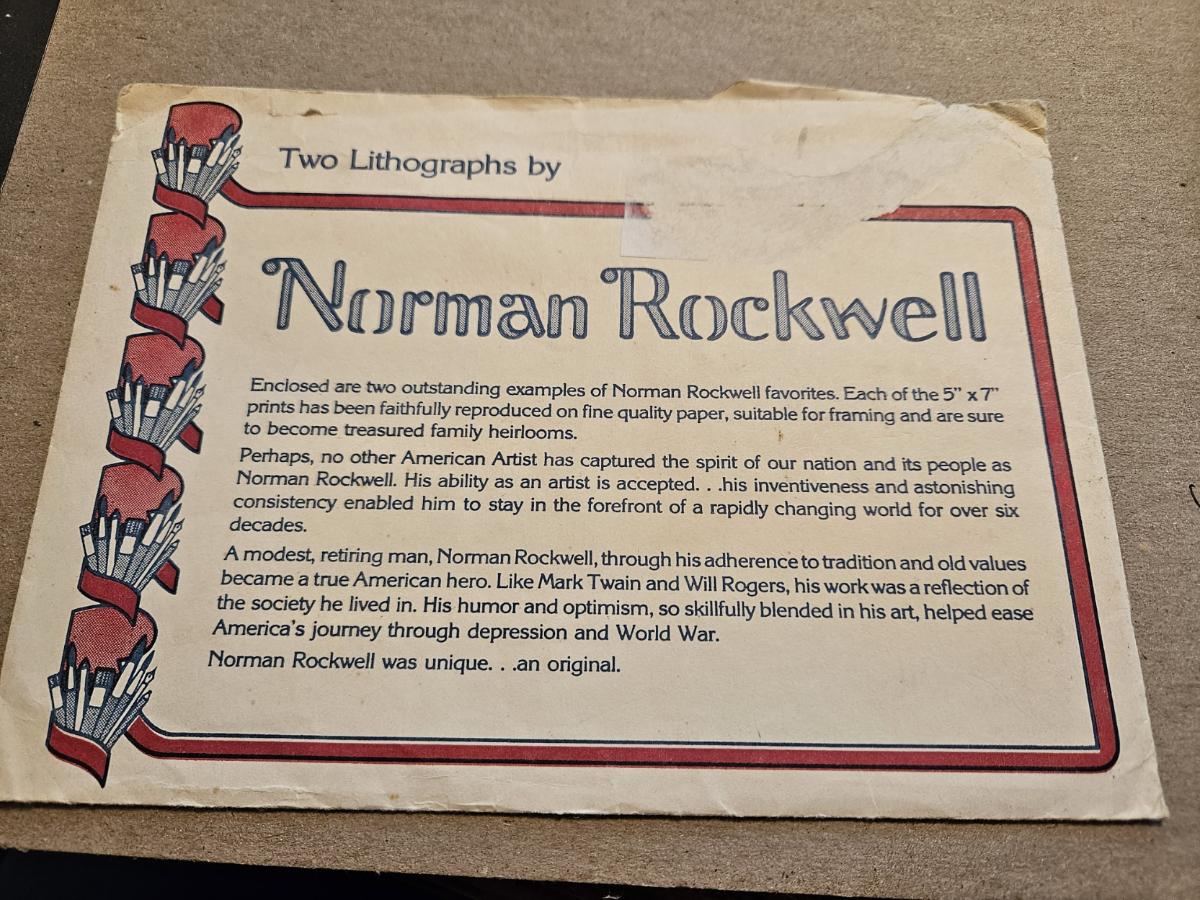 Two Lithographs by
Norman Rockwell
Enclosed are two outstanding examples of Norman Rockwell favorites. Each of the 5" x 7"
prints has been faithfully reproduced on fine quality paper, suitable for framing and are sure
to become treasured family heirlooms.
Perhaps, no other American Artist has captured the spirit of our nation and its people as
Norman Rockwell. His ability as an artist is accepted. . .his inventiveness and astonishing
consistency enabled him to stay in the forefront of a rapidly changing world for over six
decades.
A modest, retiring man, Norman Rockwell, through his adherence to tradition and old values
became a true American hero. Like Mark Twain and Will Rogers, his work was a reflection of
the society he lived in. His humor and optimism, so skillfully blended in his art, helped ease
America's journey through depression and World War.
Norman Rockwell was unique. . .an original.